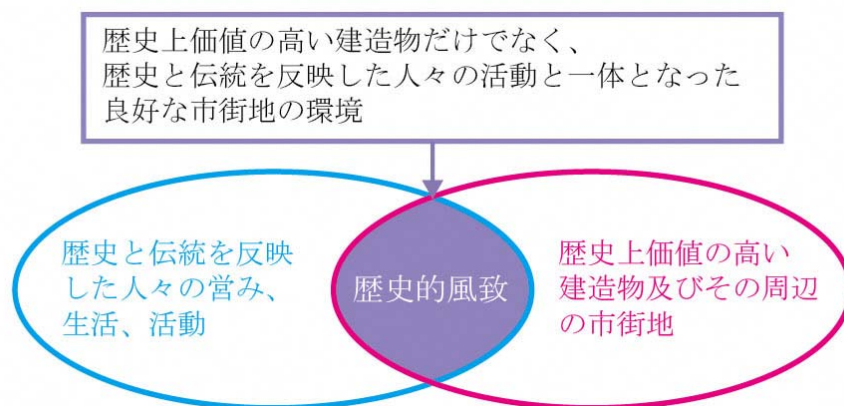 歴史上価値の高い建造物だけでなく、
歴史と伝統を反映した人々の活動と一体となった
良好な市街地の環境
歴史と伝統を反映
した人々の営み、
生活、活動
歴史的風致
歴史上価値の高い
建造物及びその周辺
の市街地